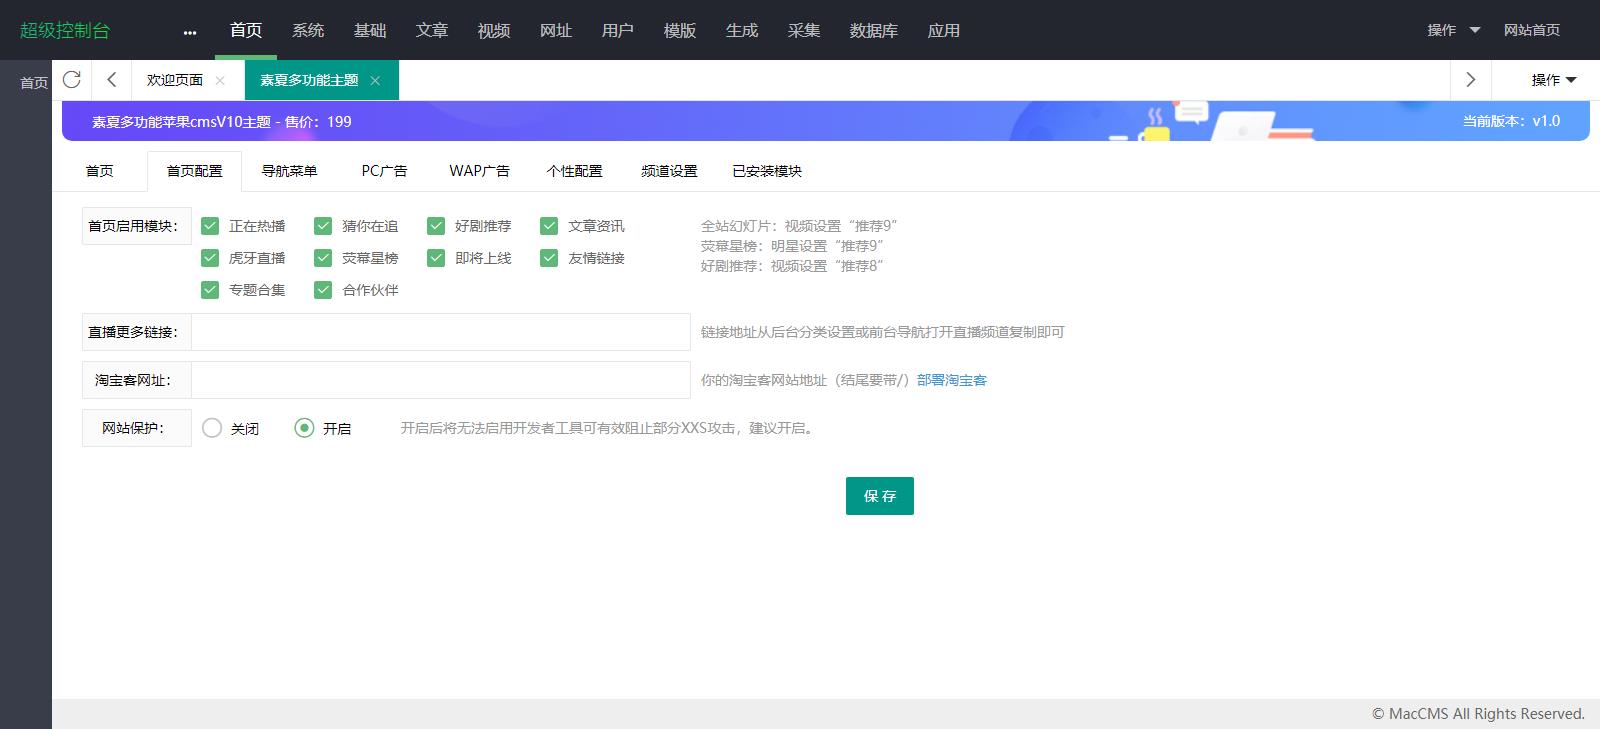 超级控制台 ... 首页 系统 基础 文章 视频 网址 用户 模版 生成 采集 数据库 应用 操作 网站首页
首页 欢迎页面 素夏多功能主题 操作
素夏多功能苹果cmsV10主题 - 售价：199 当前版本：v1.0
首页 首页配置 导航菜单 PC广告 WAP广告 个性配置 频道设置 已安装模块
首页启用模块： 正在热播 猜你在追 好剧推荐 文章资讯 全站幻灯片：视频设置“推荐9”
荧幕星榜：明星设置“推荐9”
虎牙直播 荧幕星榜 即将上线 友情链接 好剧推荐：视频设置“推荐8”
专题合集 合作伙伴
直播更多链接： 链接地址从后台分类设置或前台导航打开直播频道复制即可
淘宝客网址： 你的淘宝客网站地址（结尾要带/）部署淘宝客
网站保护： 关闭 开启 开启后将无法启用开发者工具可有效阻止部分XXS攻击，建议开启。
保 存
© MacCMS All Rights Reserved.